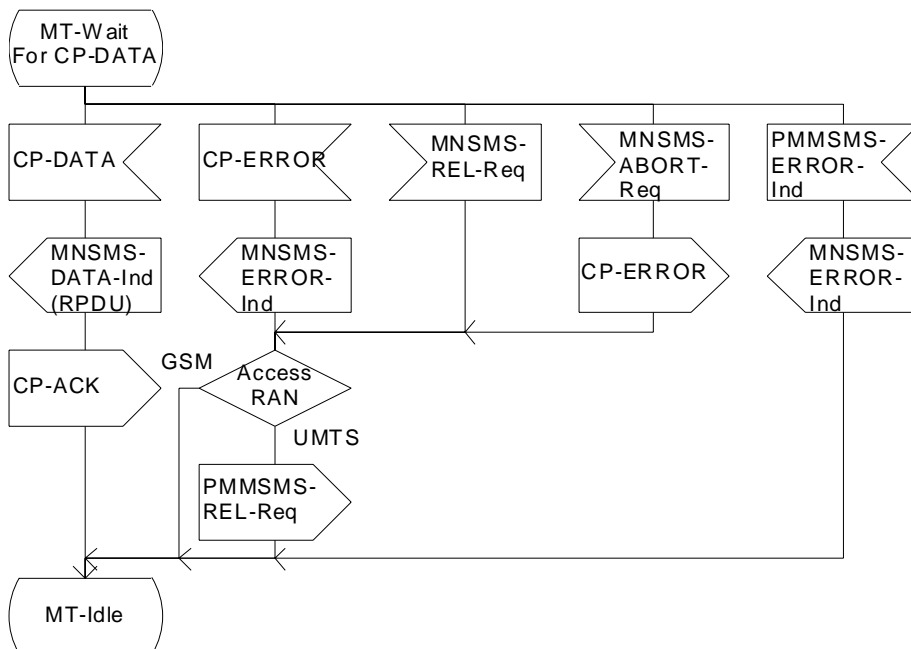 MT-Wait
For CP-DATA
CP-DATA
CP-ERROR
MNSMS-
REL-Req
MNSMS-
ABORT-
Req
PMMSMS-
ERROR-
Ind
MNSMS-
DATA-Ind
(RPDU)
MNSMS-
ERROR-
Ind
CP-ERROR
MNSMS-
ERROR-
Ind
CP-ACK
GSM
Access
RAN
UMTS
PMMSMS-
REL-Req
MT-Idle